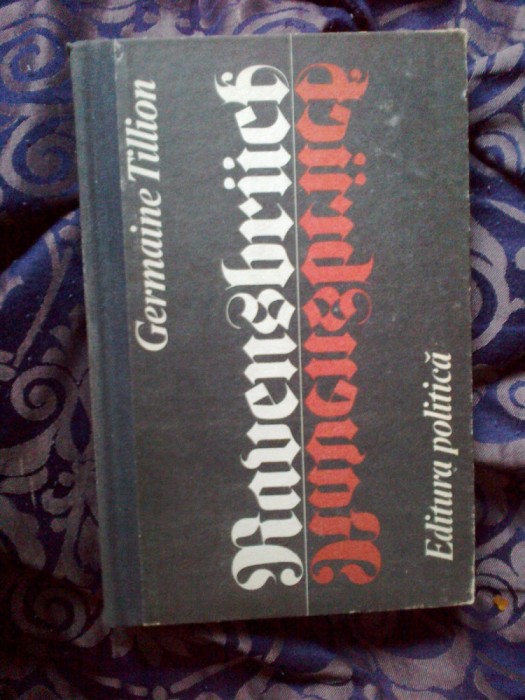 Germaine Tillion
Ravensbrück
Ravensbrück
Editura politică